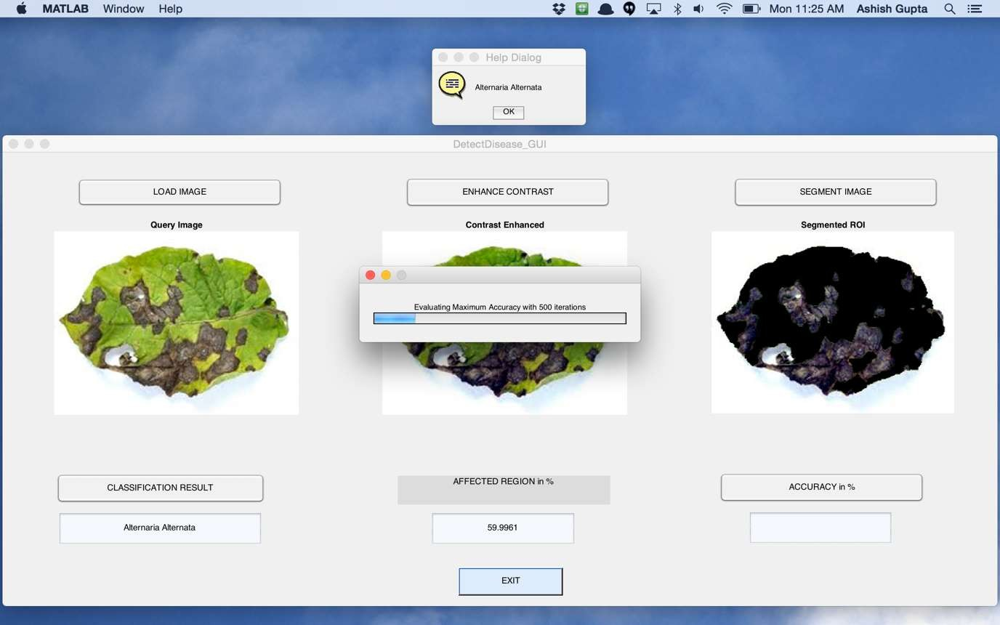 MATLAB Window Help Mon 11:25 AM Ashish Gupta
Help Dialog
Alternaria Alternata
OK
DetectDisease_GUI
LOAD IMAGE ENHANCE CONTRAST SEGMENT IMAGE
Query Image Contrast Enhanced Segmented ROI
Evaluating Maximum Accuracy with 500 iterations
CLASSIFICATION RESULT AFFECTED REGION in % ACCURACY in %
Alternaria Alternata 59.9961
EXIT